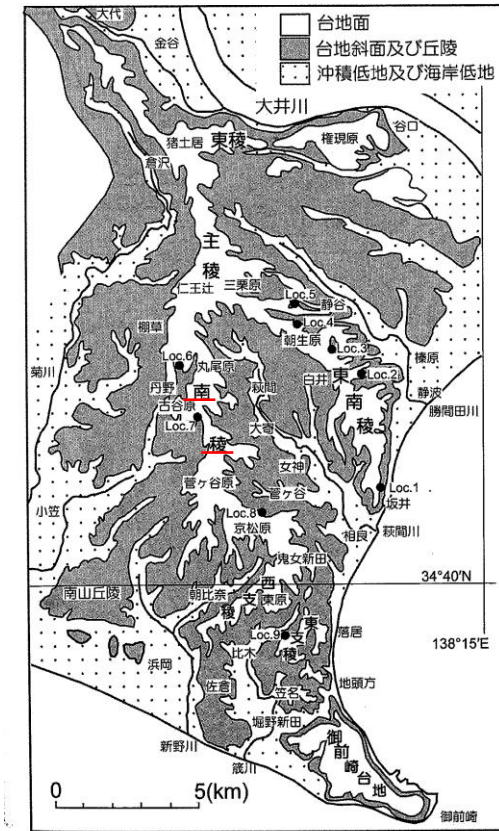 台地面
台地斜面及び丘陵
沖積低地及び海岸低地
大代
金谷
大井川
谷口
権現原
東稜
猪土居
倉沢
主稜
三栗原
仁王辻
Loc.5
静谷
Loc.4
朝生原
棚草
Loc.3
榛原
Loc.6
丸尾原
萩間
白井
東南稜
Loc.2
静波
菊川
丹野
南稜
勝間田川
古谷原
Loc.7
大寄
女神
菅ヶ谷原
菅ヶ谷
Loc.1
坂井
小笠
Loc.8
京松原
相良
萩間川
鬼女新田
34°40'N
南山丘陵
朝比奈
西支稜
東原
東支稜
落居
138°15'E
Loc.9
比木
浜岡
地頭方
佐倉
笠名
堀野新田
新野川
筬川
御前崎台地
御前崎
0 5(km)